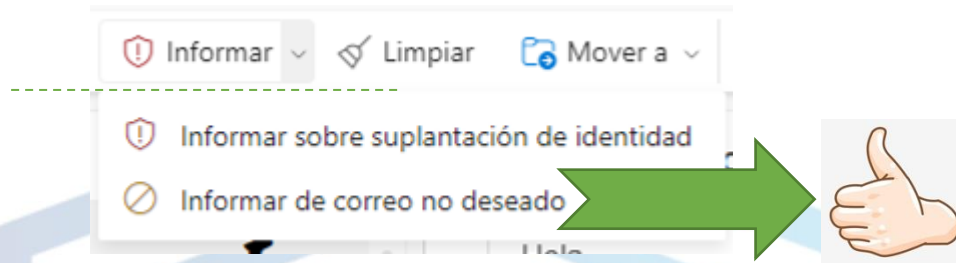 Informar Limpiar Mover a
Informar sobre suplantación de identidad
Informar de correo no deseado